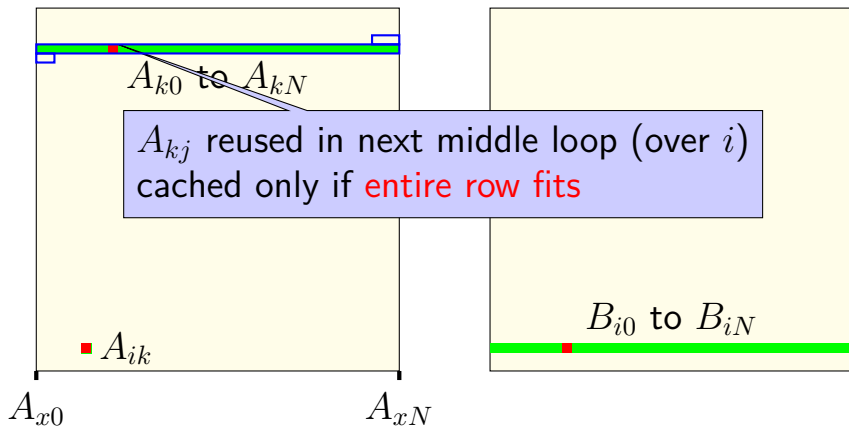 A_{k0} to A_{kN}
A_{kj} reused in next middle loop (over i)
cached only if entire row fits
B_{i0} to B_{iN}
A_{ik}
A_{x0}
A_{xN}